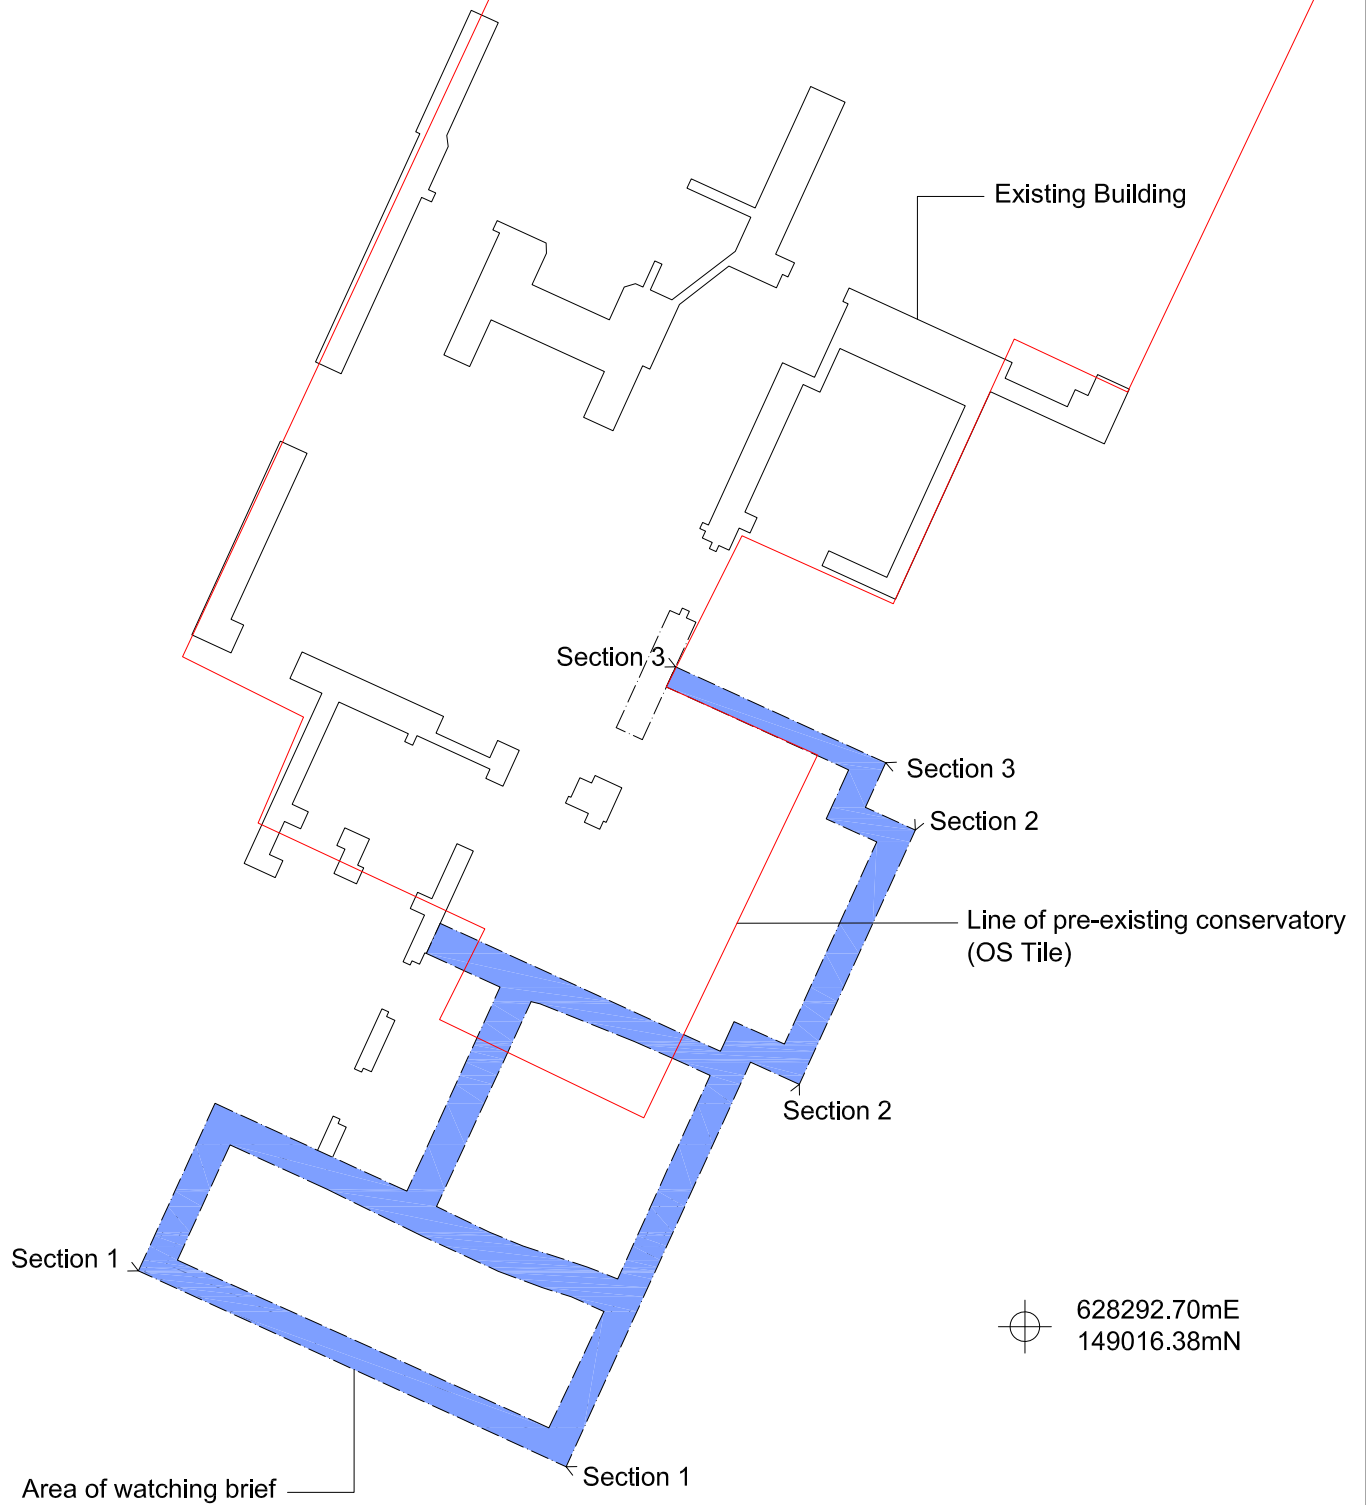 Existing Building
Section 3
Section 3
Section 2
Line of pre-existing conservatory
(OS Tile)
Section 2
Section 1
628292.70mE
149016.38mN
Section 1
Area of watching brief